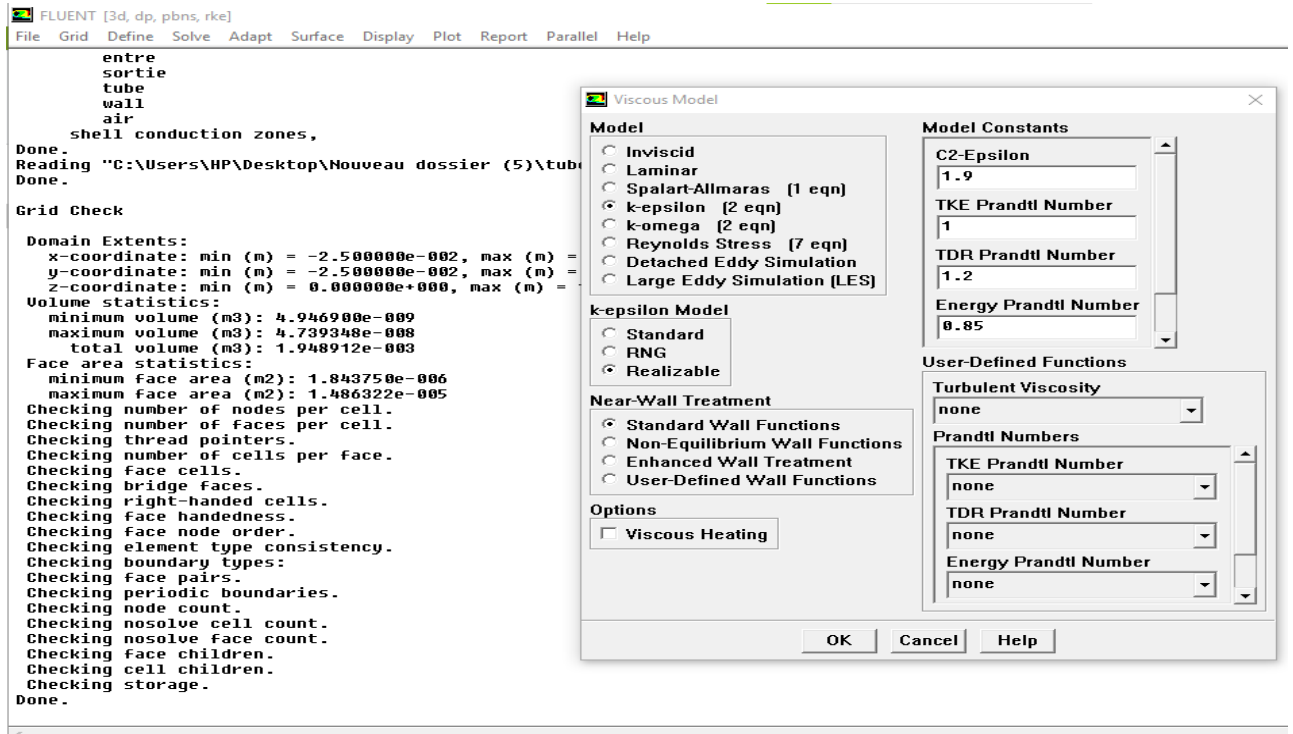 FLUENT [3d, dp, pbns, rke]
File Grid Define Solve Adapt Surface Display Plot Report Parallel Help
entre
sortie
tube
wall
air
shell conduction zones,
Done.
Reading "C:\Users\HP\Desktop\Nouveau dossier (5)\tube
Done.
Grid Check
Domain Extents:
x-coordinate: min (m) = -2.500000e-002, max (m) =
y-coordinate: min (m) = -2.500000e-002, max (m) =
z-coordinate: min (m) = 0.000000e+000, max (m) =
Volume statistics:
minimum volume (m3): 4.946900e-009
maximum volume (m3): 4.739348e-008
total volume (m3): 1.948912e-003
Face area statistics:
minimum face area (m2): 1.843750e-006
maximum face area (m2): 1.486322e-005
Checking number of nodes per cell.
Checking number of faces per cell.
Checking thread pointers.
Checking number of cells per face.
Checking face cells.
Checking bridge faces.
Checking right-handed cells.
Checking face handedness.
Checking face node order.
Checking element type consistency.
Checking boundary types:
Checking face pairs.
Checking periodic boundaries.
Checking node count.
Checking nosolve cell count.
Checking nosolve face count.
Checking face children.
Checking cell children.
Checking storage.
Done.
Viscous Model
Model
Inviscid
Laminar
Spalart-Allmaras (1 eqn)
k-epsilon (2 eqn)
k-omega (2 eqn)
Reynolds Stress (7 eqn)
Detached Eddy Simulation
Large Eddy Simulation (LES)
k-epsilon Model
Standard
RNG
Realizable
Near-Wall Treatment
Standard Wall Functions
Non-Equilibrium Wall Functions
Enhanced Wall Treatment
User-Defined Wall Functions
Options
Viscous Heating
Model Constants
C2-Epsilon
1.9
TKE Prandtl Number
1
TDR Prandtl Number
1.2
Energy Prandtl Number
0.85
User-Defined Functions
Turbulent Viscosity
none
Prandtl Numbers
TKE Prandtl Number
none
TDR Prandtl Number
none
Energy Prandtl Number
none
OK Cancel Help